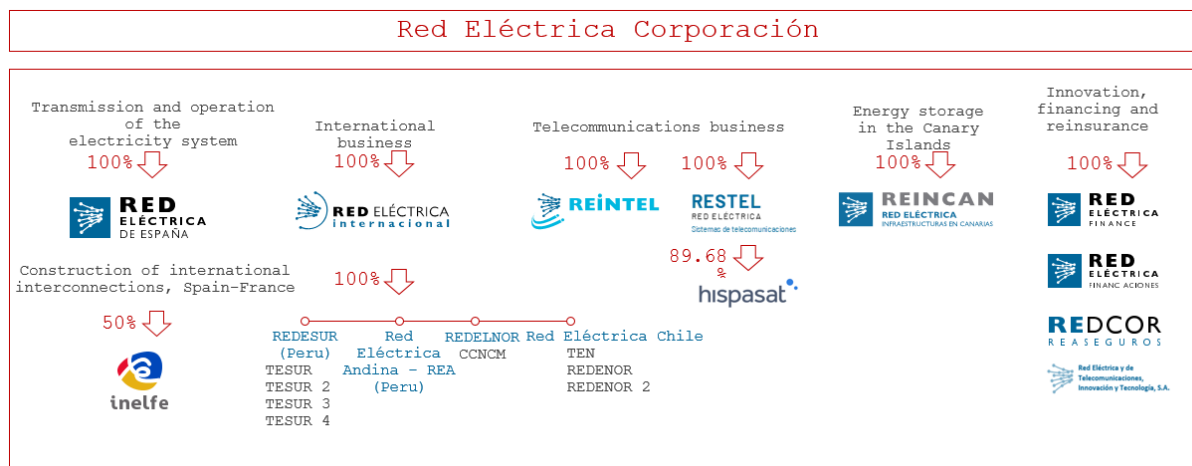 Red Eléctrica Corporación
Transmission and operation
of the
electricity system
100%
RED
ELÉCTRICA
DE ESPAÑA
Construction of international
interconnections, Spain-France
50%
inelfe
International
business
100%
RED ELÉCTRICA
internacional
100%
REDESUR
(Peru)
TESUR
TESUR 2
TESUR 3
TESUR 4
Red
Eléctrica
Andina - REA
(Peru)
REDELNOR
CCNCM
Red Eléctrica Chile
TEN
REDENOR
REDENOR 2
Telecommunications business
100%
REINTEL
100%
RESTEL
RED ELÉCTRICA
Sistemas de telecomunicaciones
89.68
%
hispasat
Energy storage
in the Canary
Islands
100%
REINCAN
RED ELÉCTRICA
INFRAESTRUCTURAS EN CANARIAS
Innovation,
financing and
reinsurance
100%
RED
ELÉCTRICA
FINANCE
RED
ELÉCTRICA
FINANC ACIONES
REDCOR
REASEGUROS
Red Eléctrica y de
Telecomunicaciones,
Innovación y Tecnología, S.A.